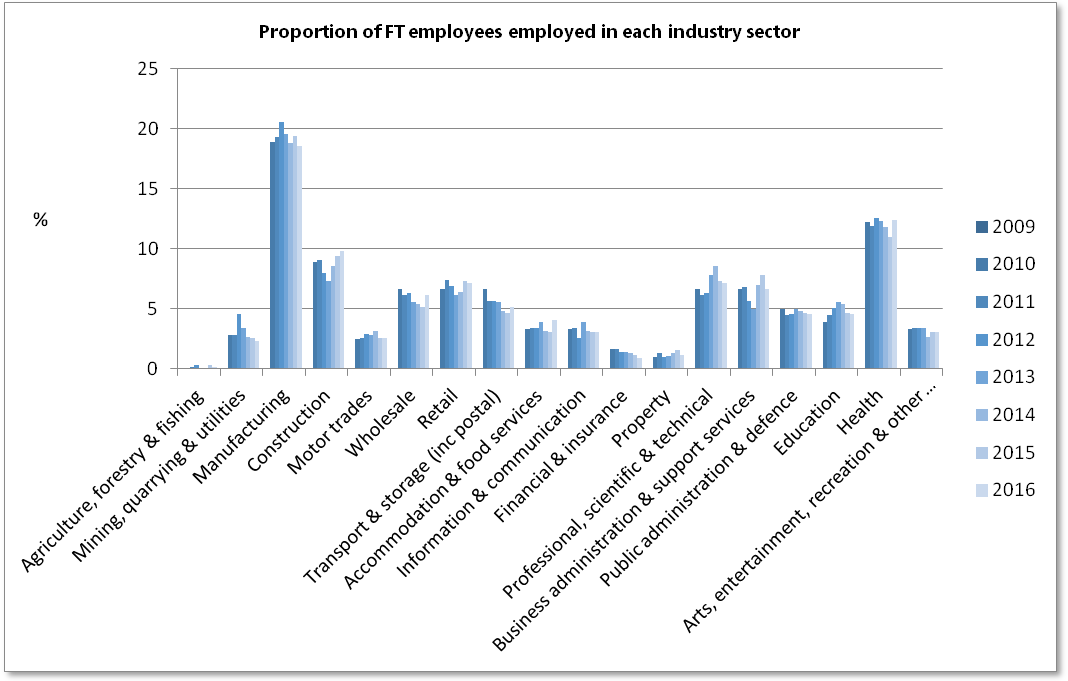 Proportion of FT employees employed in each industry sector
25
20
15
10
5
0
%
Agriculture, forestry & fishing
Mining, quarrying & utilities
Manufacturing
Construction
Motor trades
Wholesale
Retail
Transport & storage (inc postal)
Accommodation & food services
Information & communication
Financial & insurance
Property
Professional, scientific & technical
Business administration & support services
Public administration & defence
Education
Health
Arts, entertainment, recreation & other ...
2009
2010
2011
2012
2013
2014
2015
2016